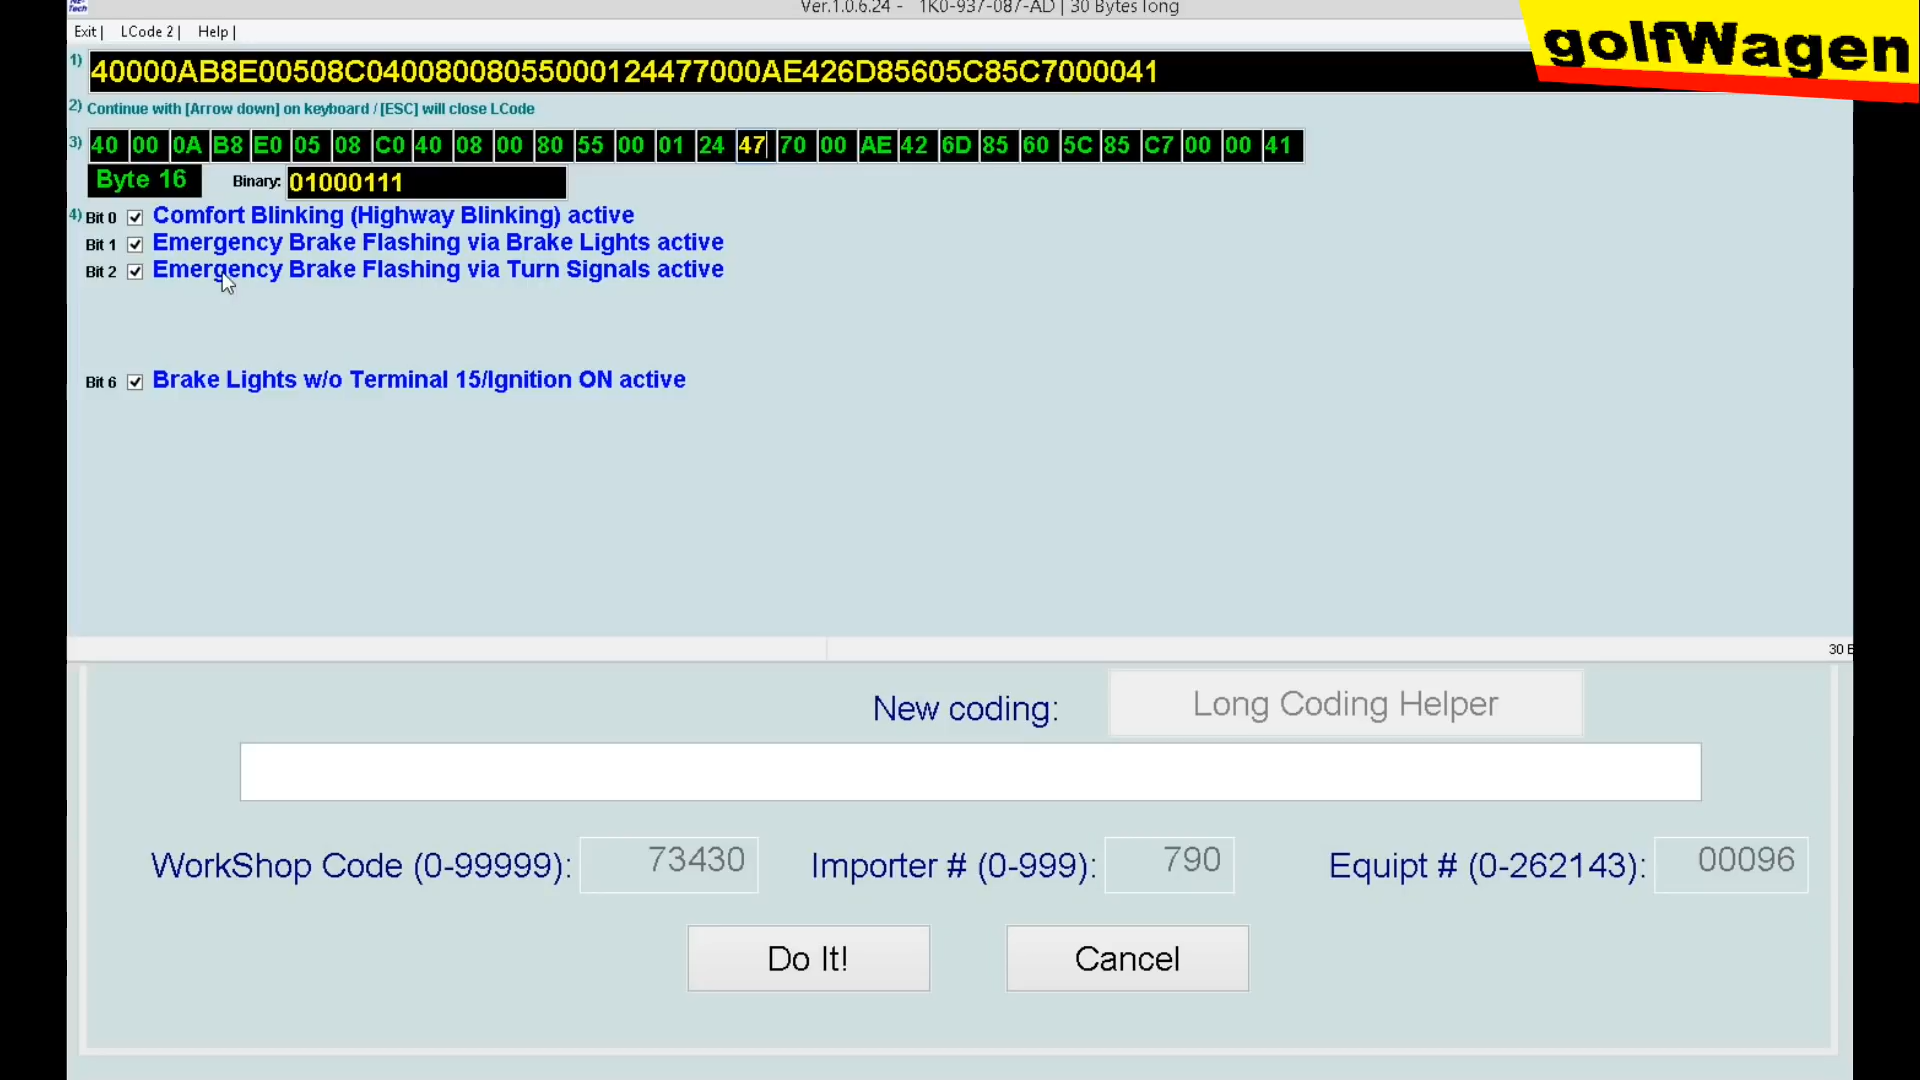 NE-
Tech
Ver.1.0.6.24 - 1K0-937-087-AD | 30 Bytes long
golfWagen
Exit | LCode 2 | Help |
1) 40000AB8E00508C04008008055000124477000AE426D85605C85C7000041
2) Continue with [Arrow down] on keyboard / [ESC] will close LCode
3) 40 00 0A B8 E0 05 08 C0 40 08 00 80 55 00 01 24 47 70 00 AE 42 6D 85 60 5C 85 C7 00 00 41
Byte 16 Binary: 01000111
4) Bit 0 Comfort Blinking (Highway Blinking) active
Bit 1 Emergency Brake Flashing via Brake Lights active
Bit 2 Emergency Brake Flashing via Turn Signals active
Bit 6 Brake Lights w/o Terminal 15/Ignition ON active
30
New coding: Long Coding Helper
WorkShop Code (0-99999): 73430 Importer # (0-999): 790 Equipt # (0-262143): 00096
Do It! Cancel